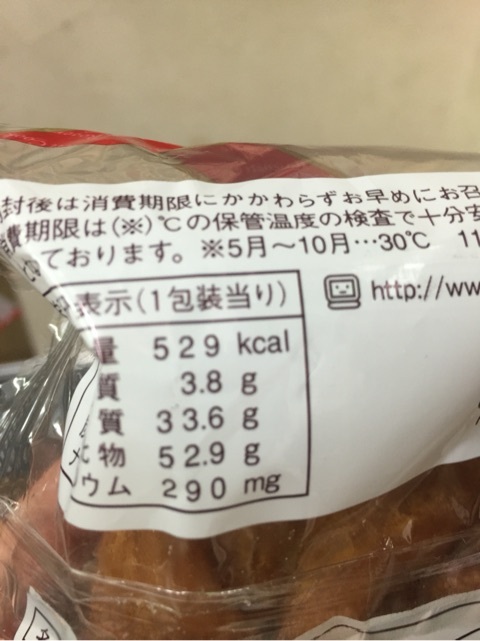 封後は消費期限にかかわらずお早めにお召
費期限は(※)℃の保管温度の検査で十分安
ております。※5月〜10月…30℃ 11
表示(1包装当り)
http://ww
量 529 kcal
質 3.8 g
質 33.6 g
物 52.9 g
ウム 290 mg